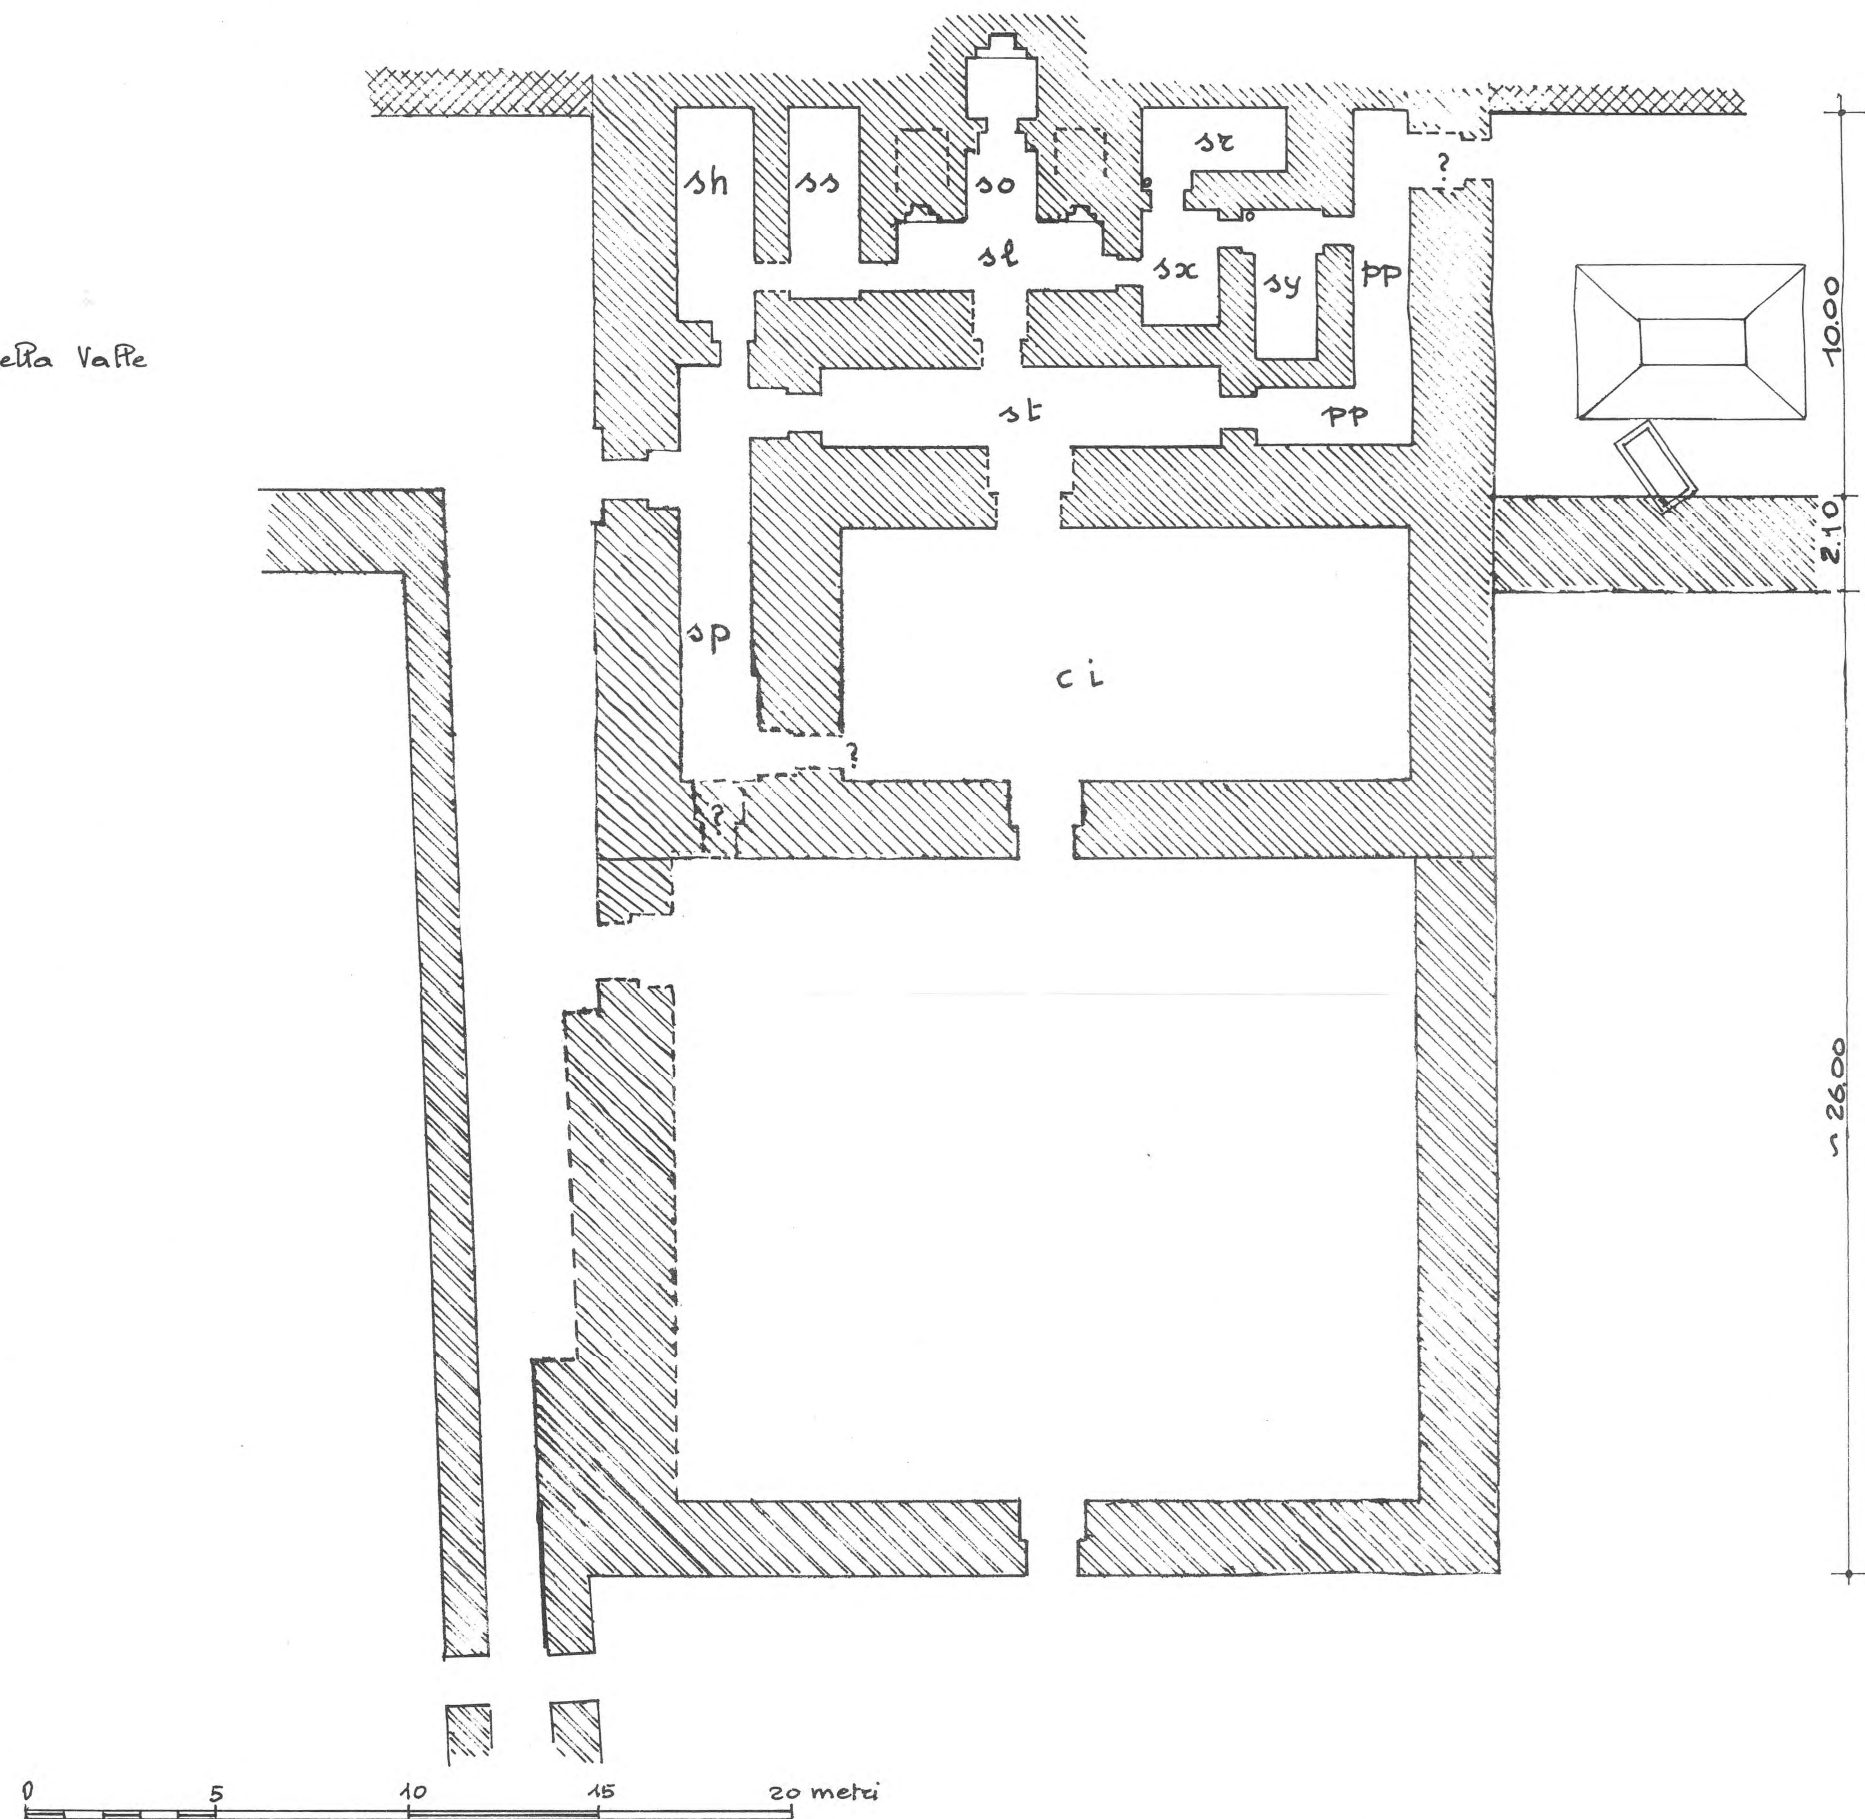 sr
?
sh ss so
sl
sx sy pp
10.00
Valle
st pp
2.10
sp
ci
?
?
~ 26.00
0 5 10 15 20 metri